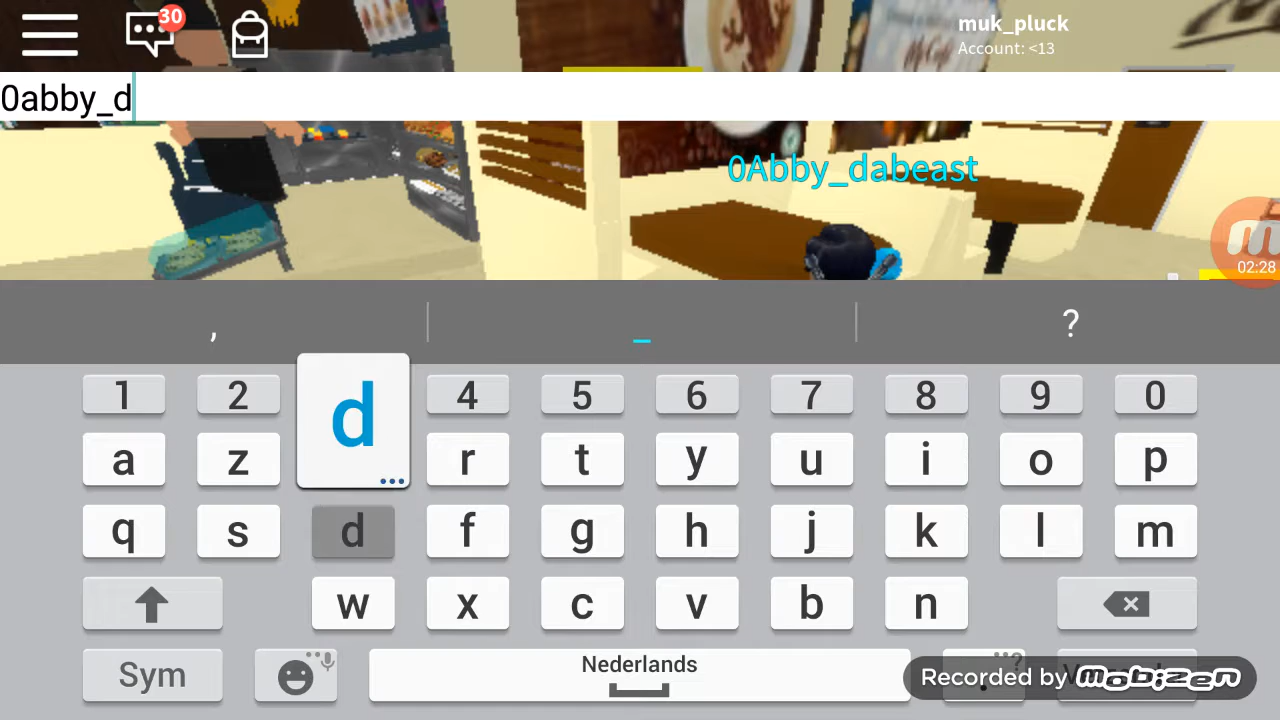 30
muk_pluck
Account: <13
0abby_d
0Abby_dabeast
02:28
, _ ?
1 2 d 4 5 6 7 8 9 0
a z r t y u i o p
q s d f g h j k l m
w x c v b n
Sym Nederlands
Recorded by mobizen